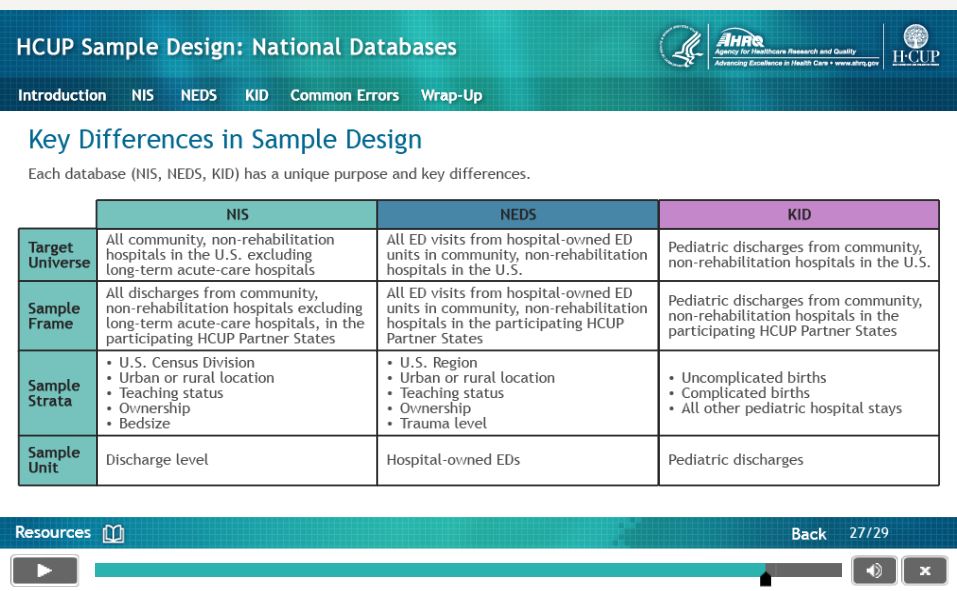 HCUP Sample Design: National Databases
AHRQ
Agency for Healthcare Research and Quality
Advancing Excellence in Health Care • www.ahrq.gov
H·CUP
Introduction NIS NEDS KID Common Errors Wrap-Up
Key Differences in Sample Design
Each database (NIS, NEDS, KID) has a unique purpose and key differences.
NIS NEDS KID
Target
Universe
All community, non-rehabilitation
hospitals in the U.S. excluding
long-term acute-care hospitals
All ED visits from hospital-owned ED
units in community, non-rehabilitation
hospitals in the U.S.
Pediatric discharges from community,
non-rehabilitation hospitals in the U.S.
Sample
Frame
All discharges from community,
non-rehabilitation hospitals excluding
long-term acute-care hospitals, in the
participating HCUP Partner States
All ED visits from hospital-owned ED
units in community, non-rehabilitation
hospitals in the participating HCUP
Partner States
Pediatric discharges from community,
non-rehabilitation hospitals in the
participating HCUP Partner States
Sample
Strata
• U.S. Census Division
• Urban or rural location
• Teaching status
• Ownership
• Bedsize
• U.S. Region
• Urban or rural location
• Teaching status
• Ownership
• Trauma level
• Uncomplicated births
• Complicated births
• All other pediatric hospital stays
Sample
Unit
Discharge level
Hospital-owned EDs
Pediatric discharges
Resources
Back 27/29